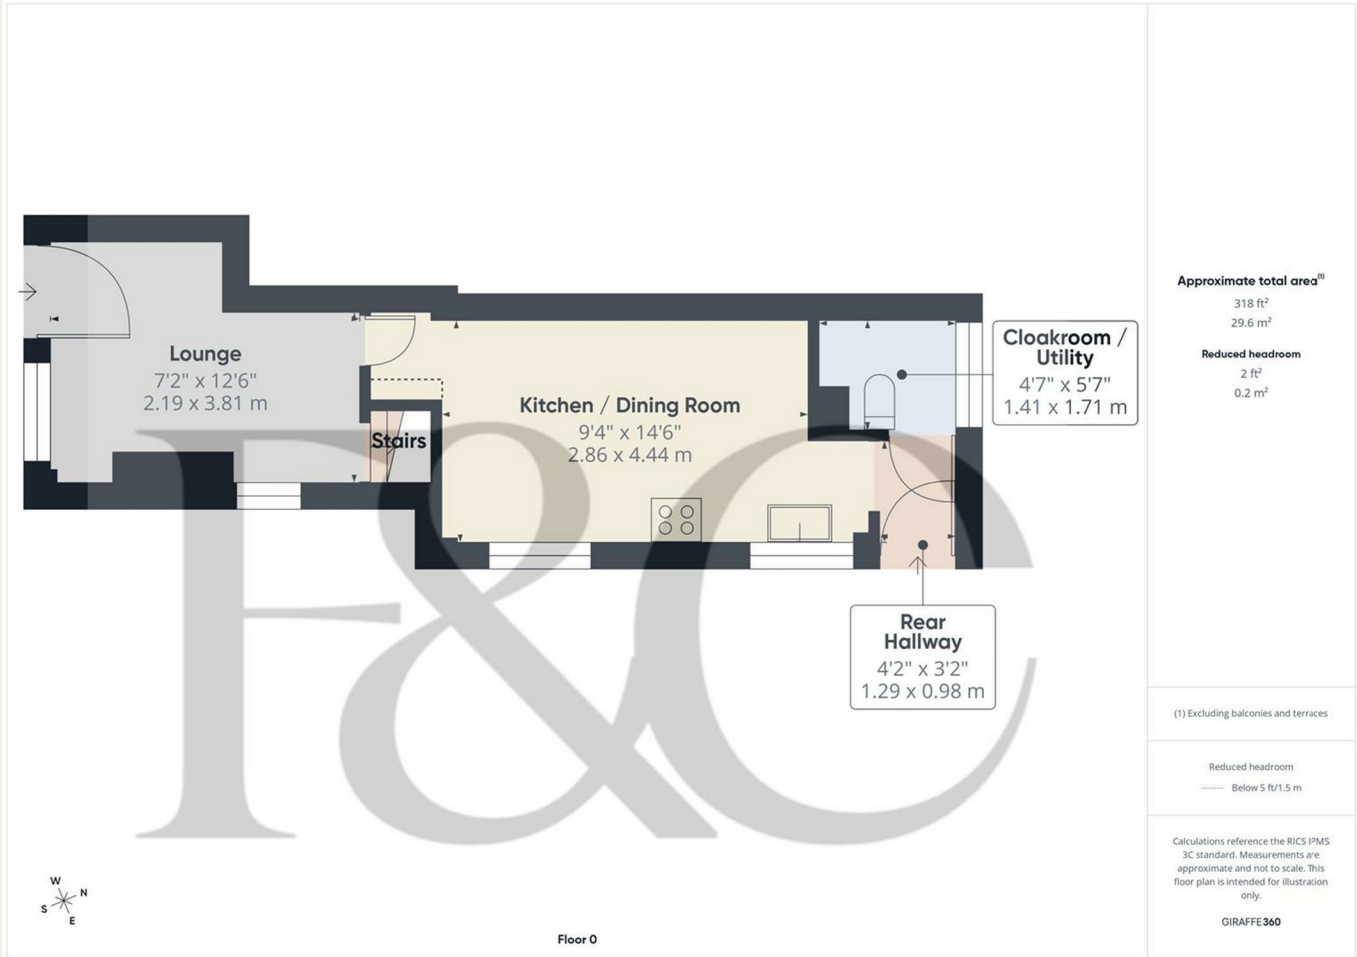 Lounge
7'2" x 12'6"
2.19 x 3.81 m
Stairs
Kitchen / Dining Room
9'4" x 14'6"
2.86 x 4.44 m
Cloakroom /
Utility
4'7" x 5'7"
1.41 x 1.71 m
Rear
Hallway
4'2" x 3'2"
1.29 x 0.98 m
F&C
W
N
S
E
Floor 0
Approximate total area(1)
318 ft²
29.6 m²
Reduced headroom
2 ft²
0.2 m²
(1) Excluding balconies and terraces
Reduced headroom
Below 5 ft/1.5 m
Calculations reference the RICS IPMS
3C standard. Measurements are
approximate and not to scale. This
floor plan is intended for illustration
only.
GIRAFFE360